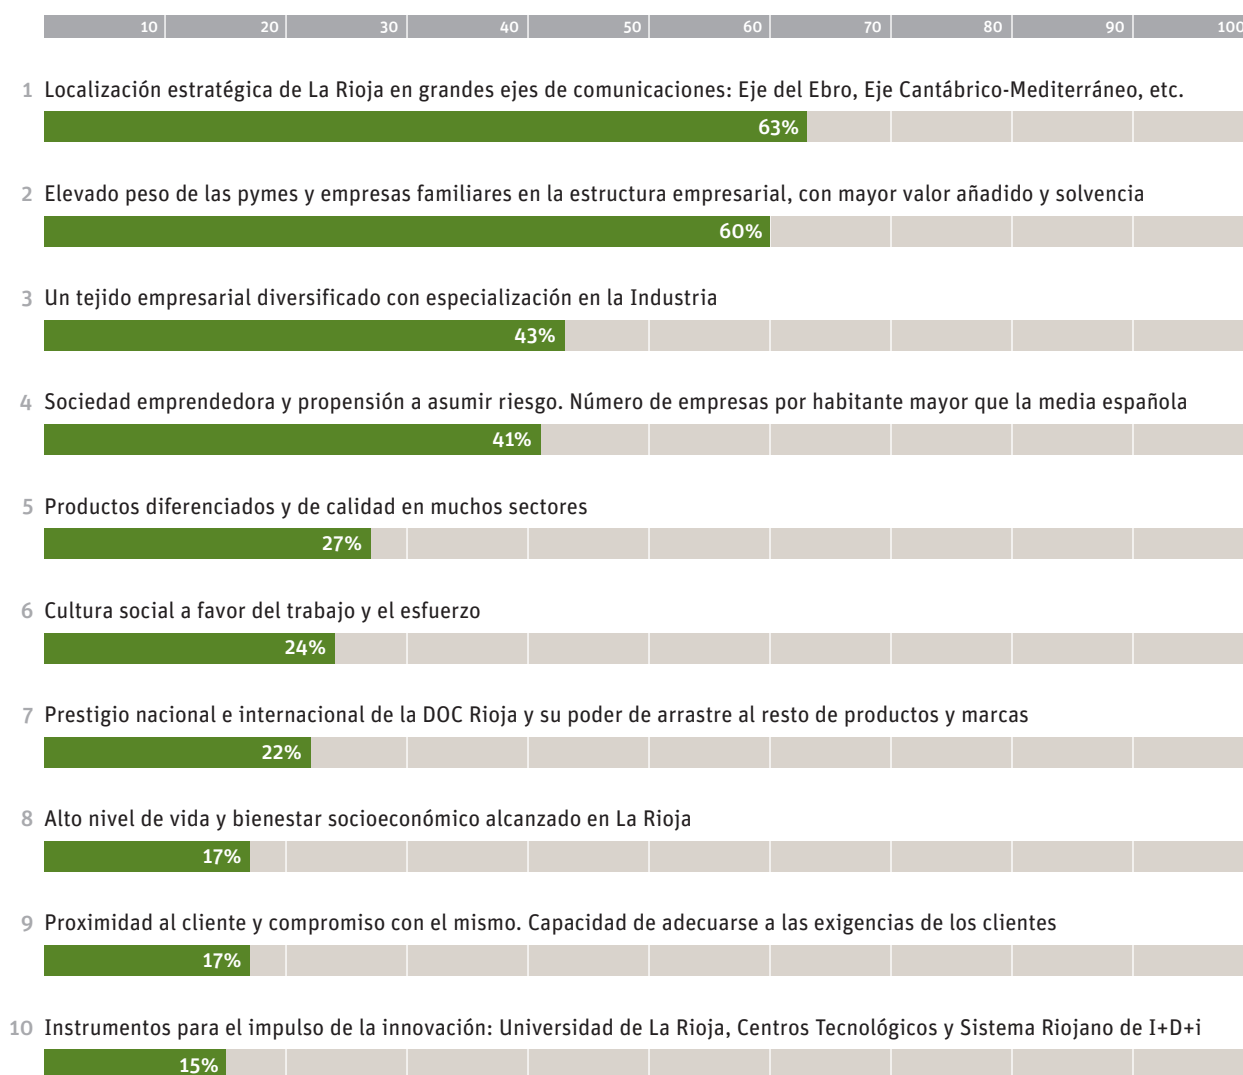 10 20 30 40 50 60 70 80 90 100
1 Localización estratégica de La Rioja en grandes ejes de comunicaciones: Eje del Ebro, Eje Cantábrico-Mediterráneo, etc.
63%
2 Elevado peso de las pymes y empresas familiares en la estructura empresarial, con mayor valor añadido y solvencia
60%
3 Un tejido empresarial diversificado con especialización en la Industria
43%
4 Sociedad emprendedora y propensión a asumir riesgo. Número de empresas por habitante mayor que la media española
41%
5 Productos diferenciados y de calidad en muchos sectores
27%
6 Cultura social a favor del trabajo y el esfuerzo
24%
7 Prestigio nacional e internacional de la DOC Rioja y su poder de arrastre al resto de productos y marcas
22%
8 Alto nivel de vida y bienestar socioeconómico alcanzado en La Rioja
17%
9 Proximidad al cliente y compromiso con el mismo. Capacidad de adecuarse a las exigencias de los clientes
17%
10 Instrumentos para el impulso de la innovación: Universidad de La Rioja, Centros Tecnológicos y Sistema Riojano de I+D+i
15%